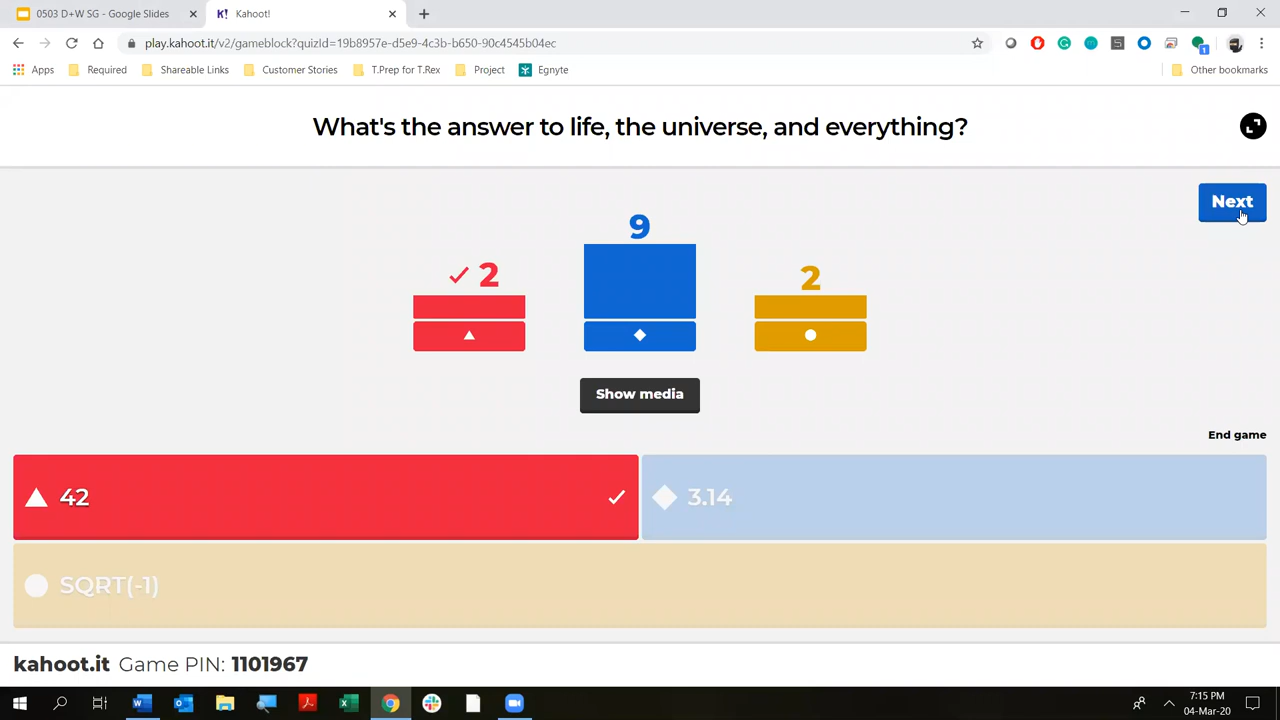 0503 D+W SG - Google Slides
K! Kahoot!
play.kahoot.it/v2/gameblock?quizId=19b8957e-d5e9-4c3b-b650-90c4545b04ec
Apps Required Shareable Links Customer Stories T.Prep for T.Rex Project Egnyte Other bookmarks
What's the answer to life, the universe, and everything?
Next
2
9
2
Show media
End game
42
3.14
SQRT(-1)
kahoot.it Game PIN: 1101967
7:15 PM
04-Mar-20